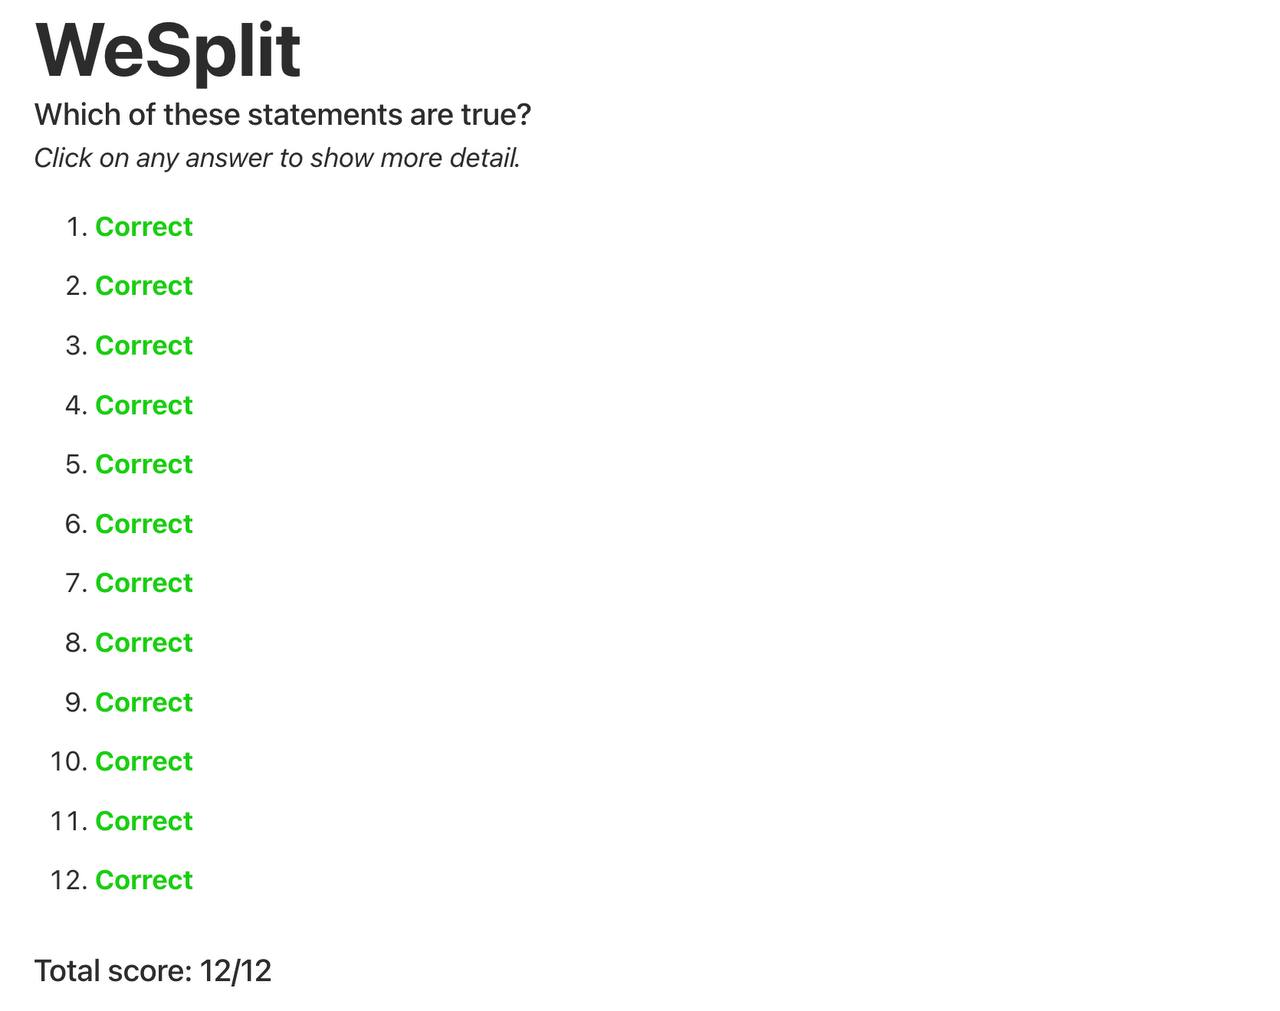 WeSplit
Which of these statements are true?
Click on any answer to show more detail.
1. Correct
2. Correct
3. Correct
4. Correct
5. Correct
6. Correct
7. Correct
8. Correct
9. Correct
10. Correct
11. Correct
12. Correct
Total score: 12/12